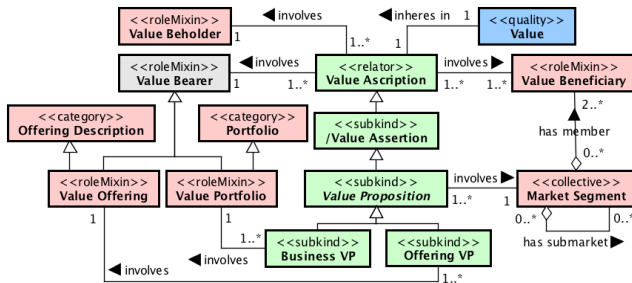 <<roleMixin>>
Value Beholder
◀ involves
1
1..*
◀ inheres in
1
1
<<quality>>
Value
<<roleMixin>>
Value Bearer
◀ involves
1
1..*
<<relator>>
Value Ascription
involves ▶
1..*
1..*
<<roleMixin>>
Value Beneficiary
2..*
<<category>>
Offering Description
<<category>>
Portfolio
<<subkind>>
/Value Assertion
has member
0..*
<<roleMixin>>
Value Offering
<<roleMixin>>
Value Portfolio
<<subkind>>
Value Proposition
involves ▶
1..*
1
<<collective>>
Market Segment
1
1
0..*
0..*
1..*
<<subkind>>
Business VP
<<subkind>>
Offering VP
has submarket ▶
◀ involves
◀ involves
1..*